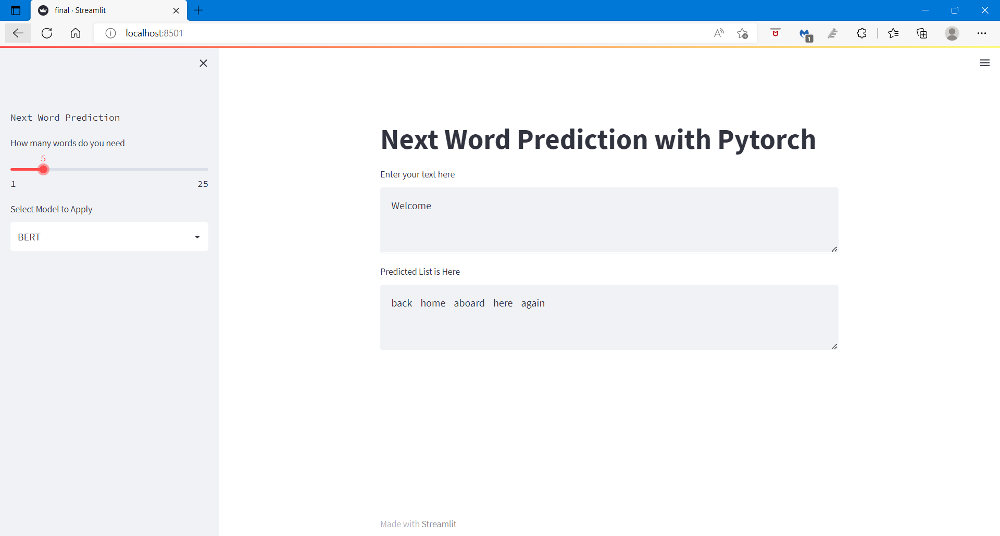 final · Streamlit
localhost:8501
1
Next Word Prediction
How many words do you need
5
1 25
Select Model to Apply
BERT
Next Word Prediction with Pytorch
Enter your text here
Welcome
Predicted List is Here
back home aboard here again
Made with Streamlit